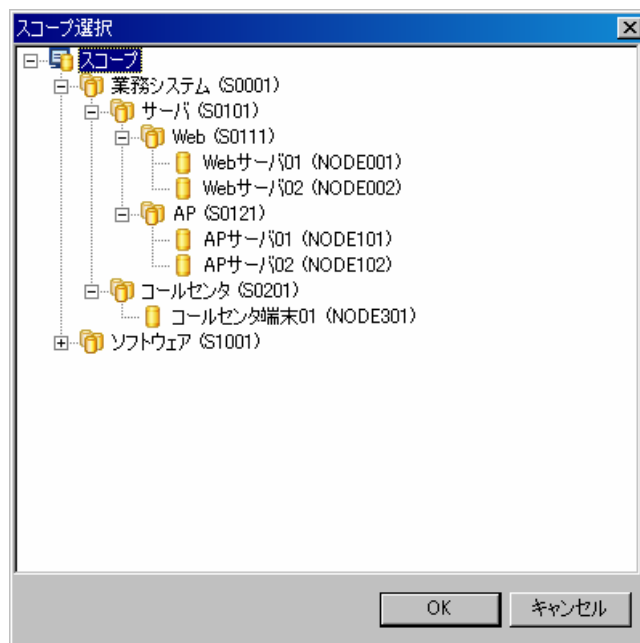 スコープ選択
スコープ
業務システム (S0001)
サーバ (S0101)
Web (S0111)
Webサーバ01 (NODE001)
Webサーバ02 (NODE002)
AP (S0121)
APサーバ01 (NODE101)
APサーバ02 (NODE102)
コールセンタ (S0201)
コールセンタ端末01 (NODE301)
ソフトウェア (S1001)
OK キャンセル